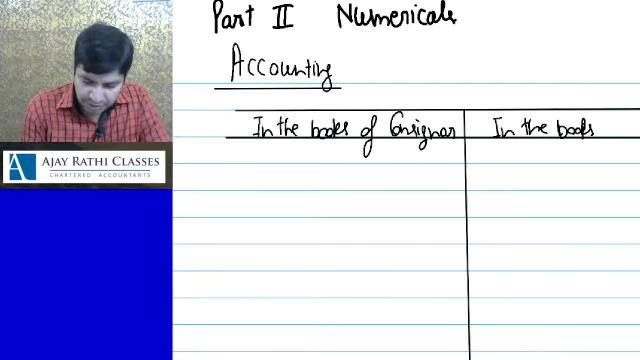 Part II Numericals
Accounting
In the books of Consignor
In the books
AJAY RATHI CLASSES
CHARTERED ACCOUNTANTS